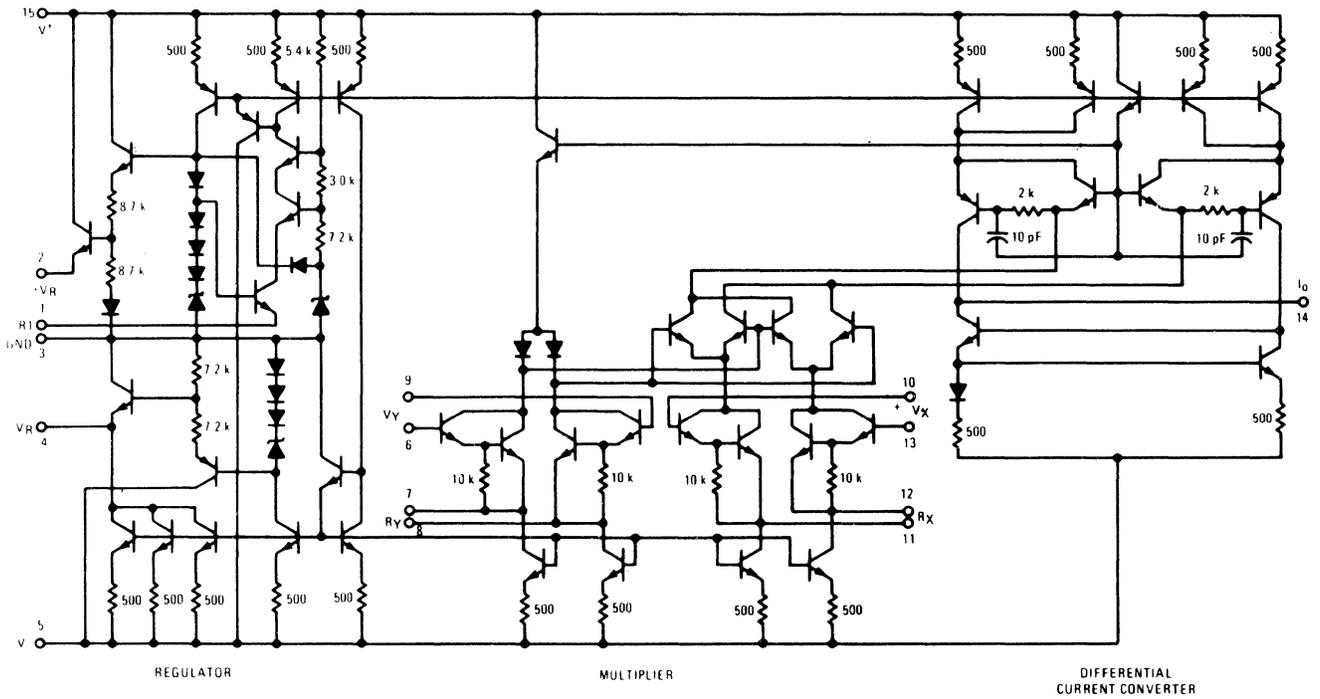 15
V'
500
500
5 4 k
500
500
500
500
500
3 0 k
8 7 k
7 2 k
2 k
2 k
10 pF
10 pF
2
·VR
8 7 k
1
R1
GND
3
Io
14
7 2 k
9
10
+
VX
VY
6
13
VR
4
7 2 k
500
500
10 k
10 k
10 k
10 k
7
12
RY
RX
8
11
500
500
500
500
500
500
500
500
500
5
V
REGULATOR
MULTIPLIER
DIFFERENTIAL
CURRENT CONVERTER